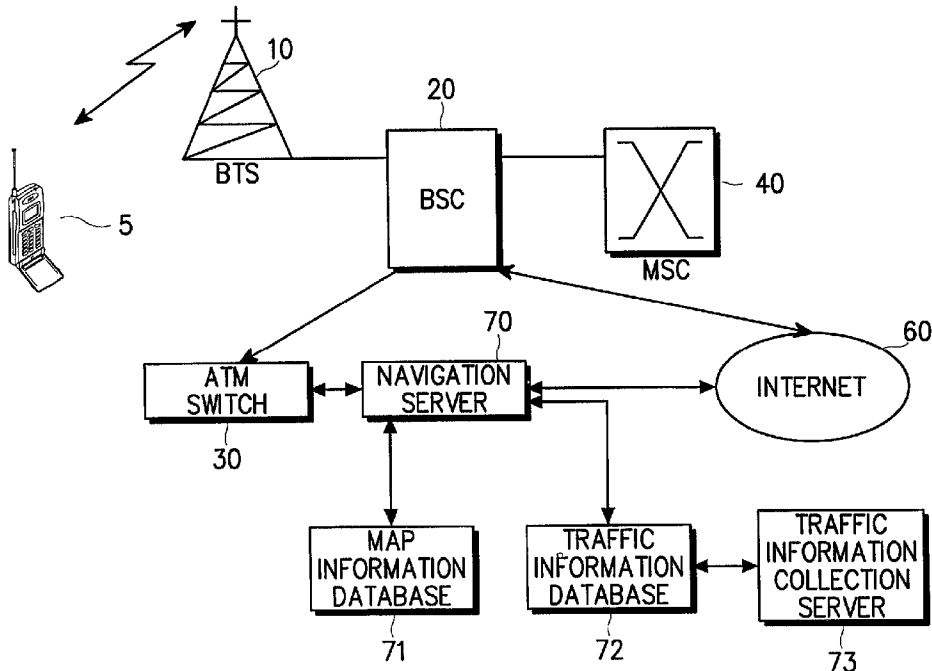 10
20
BTS
BSC
40
5
MSC
70
60
ATM
SWITCH
NAVIGATION
SERVER
INTERNET
30
MAP
INFORMATION
DATABASE
TRAFFIC
INFORMATION
DATABASE
TRAFFIC
INFORMATION
COLLECTION
SERVER
71
72
73